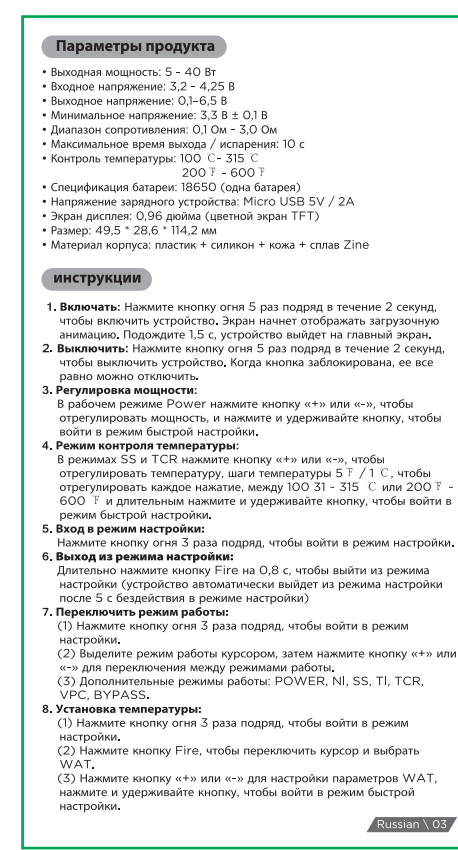 Параметры продукта
• Выходная мощность: 5 - 40 Вт
• Входное напряжение: 3,2 - 4,25 В
• Выходное напряжение: 0,1–6,5 В
• Минимальное напряжение: 3,3 В ± 0,1 В
• Диапазон сопротивления: 0,1 Ом - 3,0 Ом
• Максимальное время выхода / испарения: 10 с
• Контроль температуры: 100 ℃- 315 ℃
200 ℉ - 600 ℉
• Спецификация батареи: 18650 (одна батарея)
• Напряжение зарядного устройства: Micro USB 5V / 2A
• Экран дисплея: 0,96 дюйма (цветной экран TFT)
• Размер: 49,5 * 28,6 * 114,2 мм
• Материал корпуса: пластик + силикон + кожа + сплав Zine
инструкции
1. Включать: Нажмите кнопку огня 5 раз подряд в течение 2 секунд,
чтобы включить устройство. Экран начнет отображать загрузочную
анимацию. Подождите 1,5 с, устройство выйдет на главный экран.
2. Выключить: Нажмите кнопку огня 5 раз подряд в течение 2 секунд,
чтобы выключить устройство. Когда кнопка заблокирована, ее все
равно можно отключить.
3. Регулировка мощности:
В рабочем режиме Power нажмите кнопку «+» или «-», чтобы
отрегулировать мощность, и нажмите и удерживайте кнопку, чтобы
войти в режим быстрой настройки.
4. Режим контроля температуры:
В режимах SS и TCR нажмите кнопку «+» или «-», чтобы
отрегулировать температуру, шаги температуры 5 ℉ / 1 ℃, чтобы
отрегулировать каждое нажатие, между 100 31 - 315 ℃ или 200 ℉ -
600 ℉ и длительным нажмите и удерживайте кнопку, чтобы войти в
режим быстрой настройки.
5. Вход в режим настройки:
Нажмите кнопку огня 3 раза подряд, чтобы войти в режим настройки.
6. Выход из режима настройки:
Длительно нажмите кнопку Fire на 0,8 с, чтобы выйти из режима
настройки (устройство автоматически выйдет из режима настройки
после 5 с бездействия в режиме настройки)
7. Переключить режим работы:
(1) Нажмите кнопку огня 3 раза подряд, чтобы войти в режим
настройки.
(2) Выделите режим работы курсором, затем нажмите кнопку «+» или
«-» для переключения между режимами работы.
(3) Дополнительные режимы работы: POWER, NI, SS, TI, TCR,
VPC, BYPASS.
8. Установка температуры:
(1) Нажмите кнопку огня 3 раза подряд, чтобы войти в режим
настройки.
(2) Нажмите кнопку Fire, чтобы переключить курсор и выбрать
WAT.
(3) Нажмите кнопку «+» или «-» для настройки параметров WAT,
нажмите и удерживайте кнопку, чтобы войти в режим быстрой
настройки.
Russian \ 03